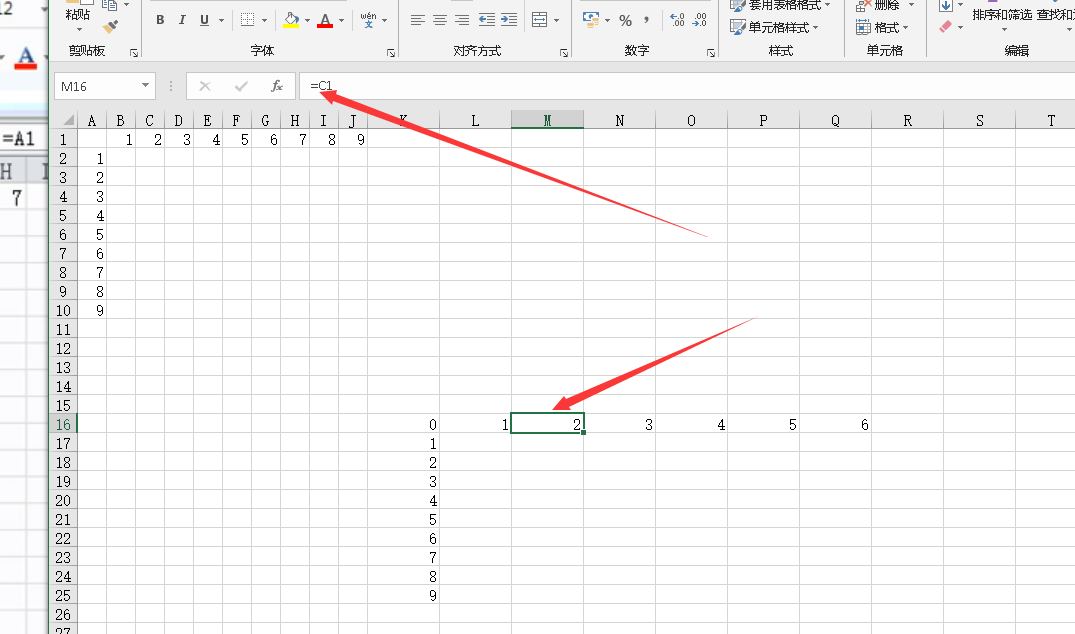 12
粘贴
剪贴板
B I U
A
wén
文
字体
对齐方式
% ,
.0 .00
.00 .0
数字
套用表格格式
单元格样式
样式
删除
格式
单元格
排序和筛选 查找和
编辑
A
M16
fx
=C1
=A1
H
7
A B C D E F G H I J K L M N O P Q R S T
1 1 2 3 4 5 6 7 8 9
2 1
3 2
4 3
5 4
6 5
7 6
8 7
9 8
10 9
11
12
13
14
15
16 0 1 2 3 4 5 6
17 1
18 2
19 3
20 4
21 5
22 6
23 7
24 8
25 9
26
27